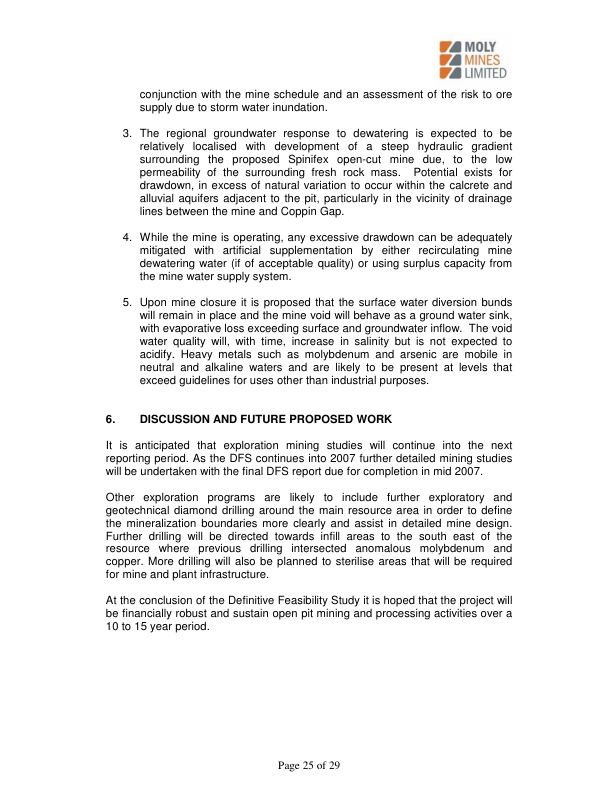 MOLY
MINES
LIMITED
conjunction with the mine schedule and an assessment of the risk to ore
supply due to storm water inundation.
3. The regional groundwater response to dewatering is expected to be
relatively localised with development of a steep hydraulic gradient
surrounding the proposed Spinifex open-cut mine due, to the low
permeability of the surrounding fresh rock mass. Potential exists for
drawdown, in excess of natural variation to occur within the calcrete and
alluvial aquifers adjacent to the pit, particularly in the vicinity of drainage
lines between the mine and Coppin Gap.
4. While the mine is operating, any excessive drawdown can be adequately
mitigated with artificial supplementation by either recirculating mine
dewatering water (if of acceptable quality) or using surplus capacity from
the mine water supply system.
5. Upon mine closure it is proposed that the surface water diversion bunds
will remain in place and the mine void will behave as a ground water sink,
with evaporative loss exceeding surface and groundwater inflow. The void
water quality will, with time, increase in salinity but is not expected to
acidify. Heavy metals such as molybdenum and arsenic are mobile in
neutral and alkaline waters and are likely to be present at levels that
exceed guidelines for uses other than industrial purposes.
6. DISCUSSION AND FUTURE PROPOSED WORK
It is anticipated that exploration mining studies will continue into the next
reporting period. As the DFS continues into 2007 further detailed mining studies
will be undertaken with the final DFS report due for completion in mid 2007.
Other exploration programs are likely to include further exploratory and
geotechnical diamond drilling around the main resource area in order to define
the mineralization boundaries more clearly and assist in detailed mine design.
Further drilling will be directed towards infill areas to the south east of the
resource where previous drilling intersected anomalous molybdenum and
copper. More drilling will also be planned to sterilise areas that will be required
for mine and plant infrastructure.
At the conclusion of the Definitive Feasibility Study it is hoped that the project will
be financially robust and sustain open pit mining and processing activities over a
10 to 15 year period.
Page 25 of 29